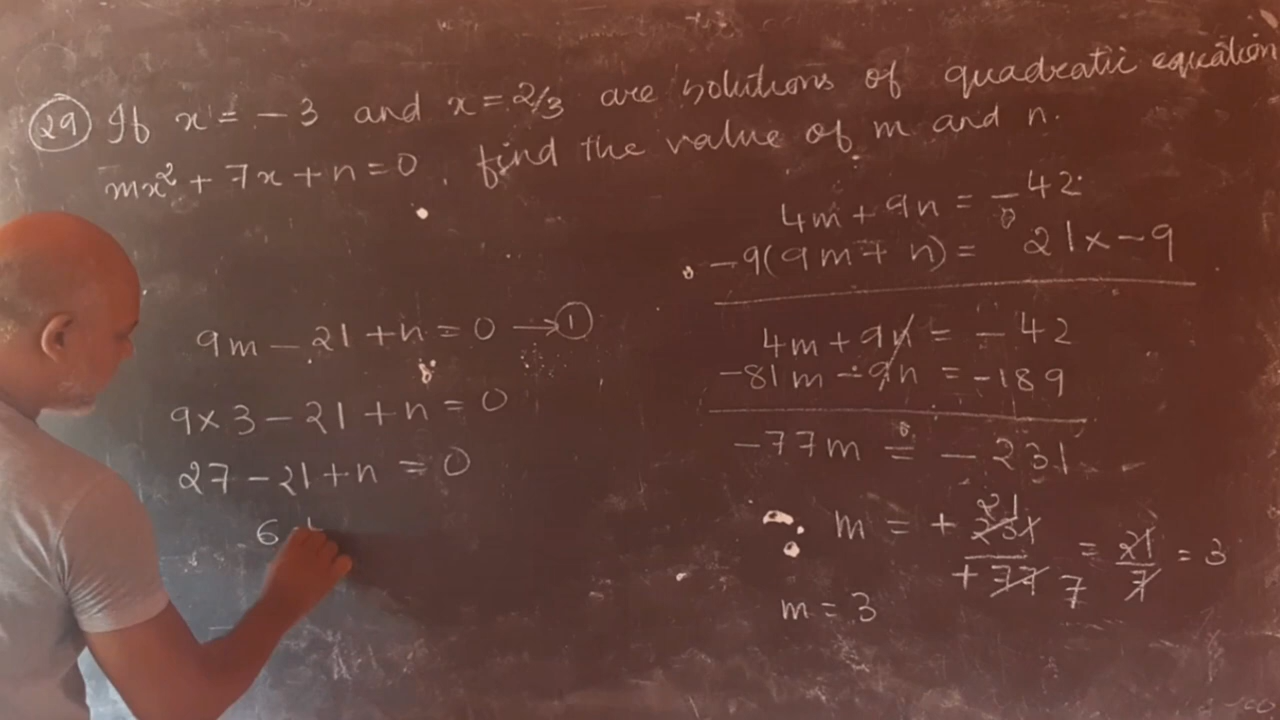 29 If x = -3 and x = 2/3 are solutions of quadratic equation
mx² + 7x + n = 0, find the value of m and n.
9m - 21 + n = 0 → 1
9×3 - 21 + n = 0
27 - 21 + n = 0
6
4m + 9n = -42
-9(9m + n) = 21x-9
4m + 9n = -42
-81m - 9n = -189
-77m = -231
m = + 231/+77 21/7 = 21/7 = 3
m = 3